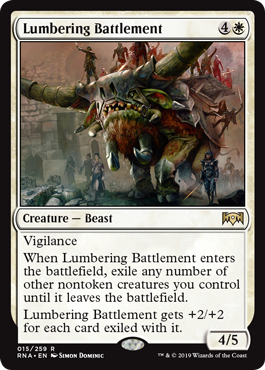 Lumbering Battlement 4
Creature — Beast
Vigilance
When Lumbering Battlement enters
the battlefield, exile any number of
other nontoken creatures you control
until it leaves the battlefield.
Lumbering Battlement gets +2/+2
for each card exiled with it.
4/5
015/259 R
RNA • EN SIMON DOMINIC
™ & © 2019 Wizards of the Coast